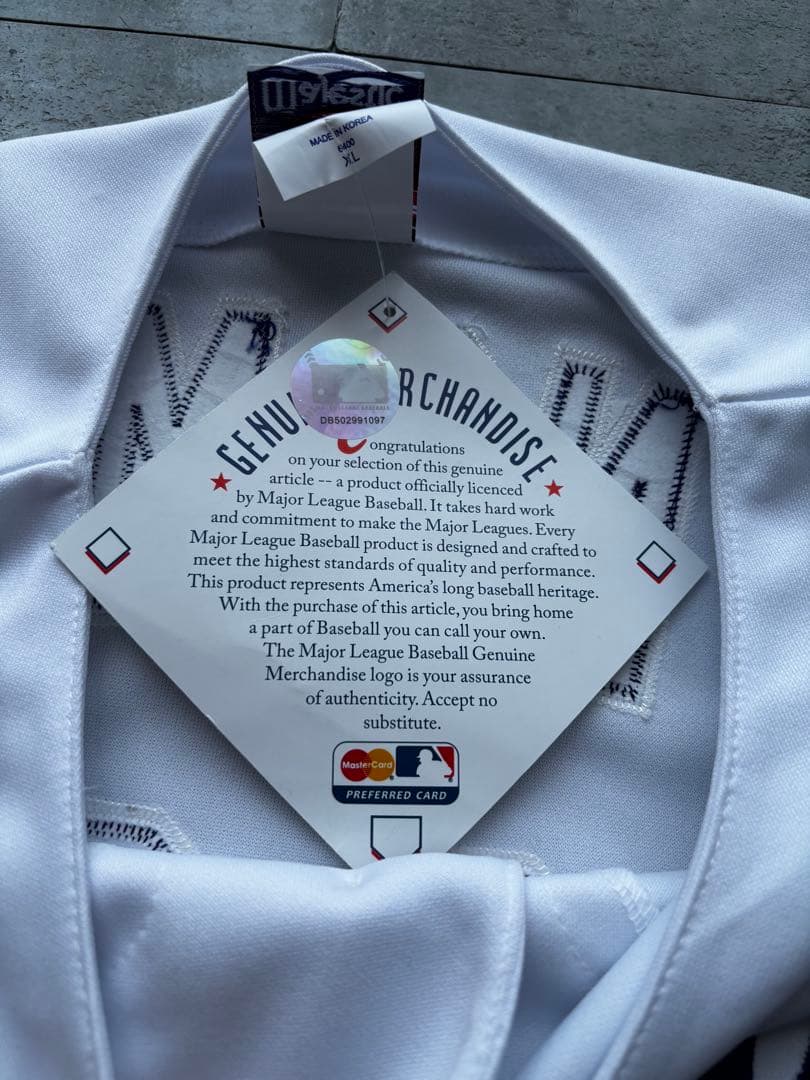 Majestic
MADE IN KOREA
6400
XL
MAJOR LEAGUE BASEBALL
DB502991097
GENU RCHANDISE
Congratulations
on your selection of this genuine
article -- a product officially licenced
by Major League Baseball. It takes hard work
and commitment to make the Major Leagues. Every
Major League Baseball product is designed and crafted to
meet the highest standards of quality and performance.
This product represents America's long baseball heritage.
With the purchase of this article, you bring home
a part of Baseball you can call your own.
The Major League Baseball Genuine
Merchandise logo is your assurance
of authenticity. Accept no
substitute.
MasterCard
PREFERRED CARD